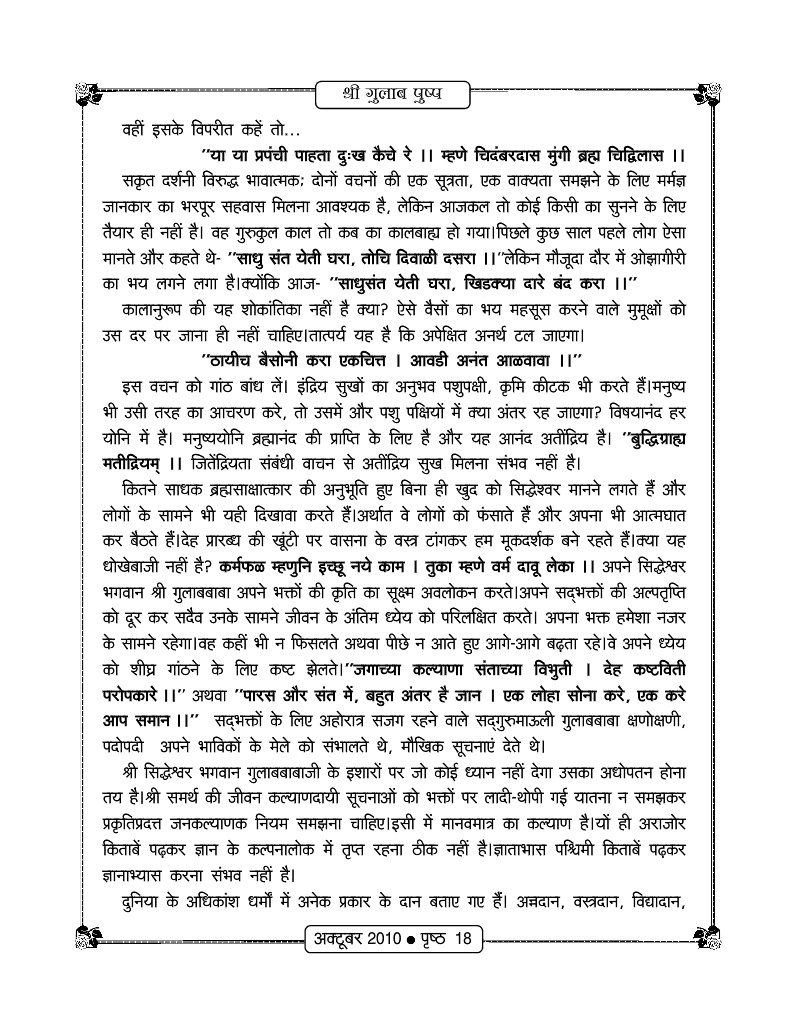 श्री गुलाब पुष्प
वहीं इसके विपरीत कहें तो...
"या या प्रपंची पाहता दुःख कैचे रे ।। म्हणे चिदंबरदास मुंगी ब्रह्म चिद्विलास ।।
सकृत दर्शनी विरुद्ध भावात्मक; दोनों वचनों की एक सूत्रता, एक वाक्यता समझने के लिए मर्मज्ञ
जानकार का भरपूर सहवास मिलना आवश्यक है, लेकिन आजकल तो कोई किसी का सुनने के लिए
तैयार ही नहीं है। वह गुरुकुल काल तो कब का कालबाह्य हो गया।पिछले कुछ साल पहले लोग ऐसा
मानते और कहते थे- "साधु संत येती घरा, तोचि दिवाळी दसरा ।।"लेकिन मौजूदा दौर में ओझागीरी
का भय लगने लगा है।क्योंकि आज- "साधुसंत येती घरा, खिडक्या दारे बंद करा ।।"
कालानुरूप की यह शोकांतिका नहीं है क्या? ऐसे वैसों का भय महसूस करने वाले मुमूक्षों को
उस दर पर जाना ही नहीं चाहिए।तात्पर्य यह है कि अपेक्षित अनर्थ टल जाएगा।
"ठायीच बैसोनी करा एकचित्त । आवडी अनंत आळवावा ।।"
इस वचन को गांठ बांध लें। इंद्रिय सुखों का अनुभव पशुपक्षी, कृमि कीटक भी करते हैं।मनुष्य
भी उसी तरह का आचरण करे, तो उसमें और पशु पक्षियों में क्या अंतर रह जाएगा? विषयानंद हर
योनि में है। मनुष्ययोनि ब्रह्मानंद की प्राप्ति के लिए है और यह आनंद अतींद्रिय है। "बुद्धिग्राह्य
मतींद्रियम् ।। जितेंद्रियता संबंधी वाचन से अतींद्रिय सुख मिलना संभव नहीं है।
कितने साधक ब्रह्मसाक्षात्कार की अनुभूति हुए बिना ही खुद को सिद्धेश्वर मानने लगते हैं और
लोगों के सामने भी यही दिखावा करते हैं।अर्थात वे लोगों को फंसाते हैं और अपना भी आत्मघात
कर बैठते हैं।देह प्रारब्ध की खूंटी पर वासना के वस्त्र टांगकर हम मूकदर्शक बने रहते हैं।क्या यह
धोखेबाजी नहीं है? कर्मफळ म्हणुनि इच्छू नये काम । तुका म्हणे वर्म दावू लेका ।। अपने सिद्धेश्वर
भगवान श्री गुलाबबाबा अपने भक्तों की कृति का सूक्ष्म अवलोकन करते।अपने सद्भक्तों की अल्पतृप्ति
को दूर कर सदैव उनके सामने जीवन के अंतिम ध्येय को परिलक्षित करते। अपना भक्त हमेशा नजर
के सामने रहेगा।वह कहीं भी न फिसलते अथवा पीछे न आते हुए आगे-आगे बढ़ता रहे।वे अपने ध्येय
को शीघ्र गांठने के लिए कष्ट झेलते।"जगाच्या कल्याणा संताच्या विभुती । देह कष्टविती
परोपकारे ।।" अथवा "पारस और संत में, बहुत अंतर है जान । एक लोहा सोना करे, एक करे
आप समान ।।" सद्भक्तों के लिए अहोरात्र सजग रहने वाले सद्गुरुमाऊली गुलाबबाबा क्षणोक्षणी,
पदोपदी अपने भाविकों के मेले को संभालते थे, मौखिक सूचनाएं देते थे।
श्री सिद्धेश्वर भगवान गुलाबबाबाजी के इशारों पर जो कोई ध्यान नहीं देगा उसका अधोपतन होना
तय है।श्री समर्थ की जीवन कल्याणदायी सूचनाओं को भक्तों पर लादी-थोपी गई यातना न समझकर
प्रकृतिप्रदत्त जनकल्याणक नियम समझना चाहिए।इसी में मानवमात्र का कल्याण है।यों ही अराजोर
किताबें पढ़कर ज्ञान के कल्पनालोक में तृप्त रहना ठीक नहीं है।ज्ञाताभास पश्चिमी किताबें पढ़कर
ज्ञानाभ्यास करना संभव नहीं है।
दुनिया के अधिकांश धर्मों में अनेक प्रकार के दान बताए गए हैं। अन्नदान, वस्त्रदान, विद्यादान,
अक्टूबर 2010 ● पृष्ठ 18